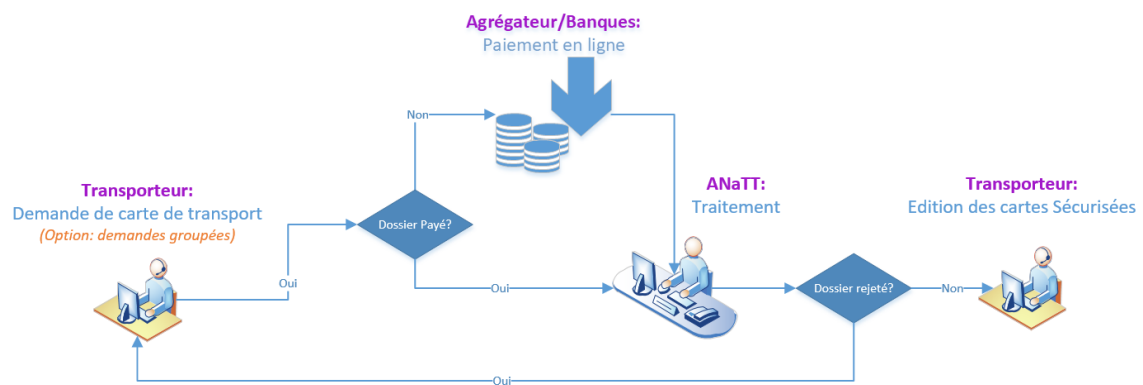 Agrégateur/Banques:
Paiement en ligne
Non
Transporteur:
Demande de carte de transport
(Option: demandes groupées)
Oui
Dossier Payé?
Oui
ANaTT:
Traitement
Dossier rejeté?
Non
Transporteur:
Edition des cartes Sécurisées
Oui